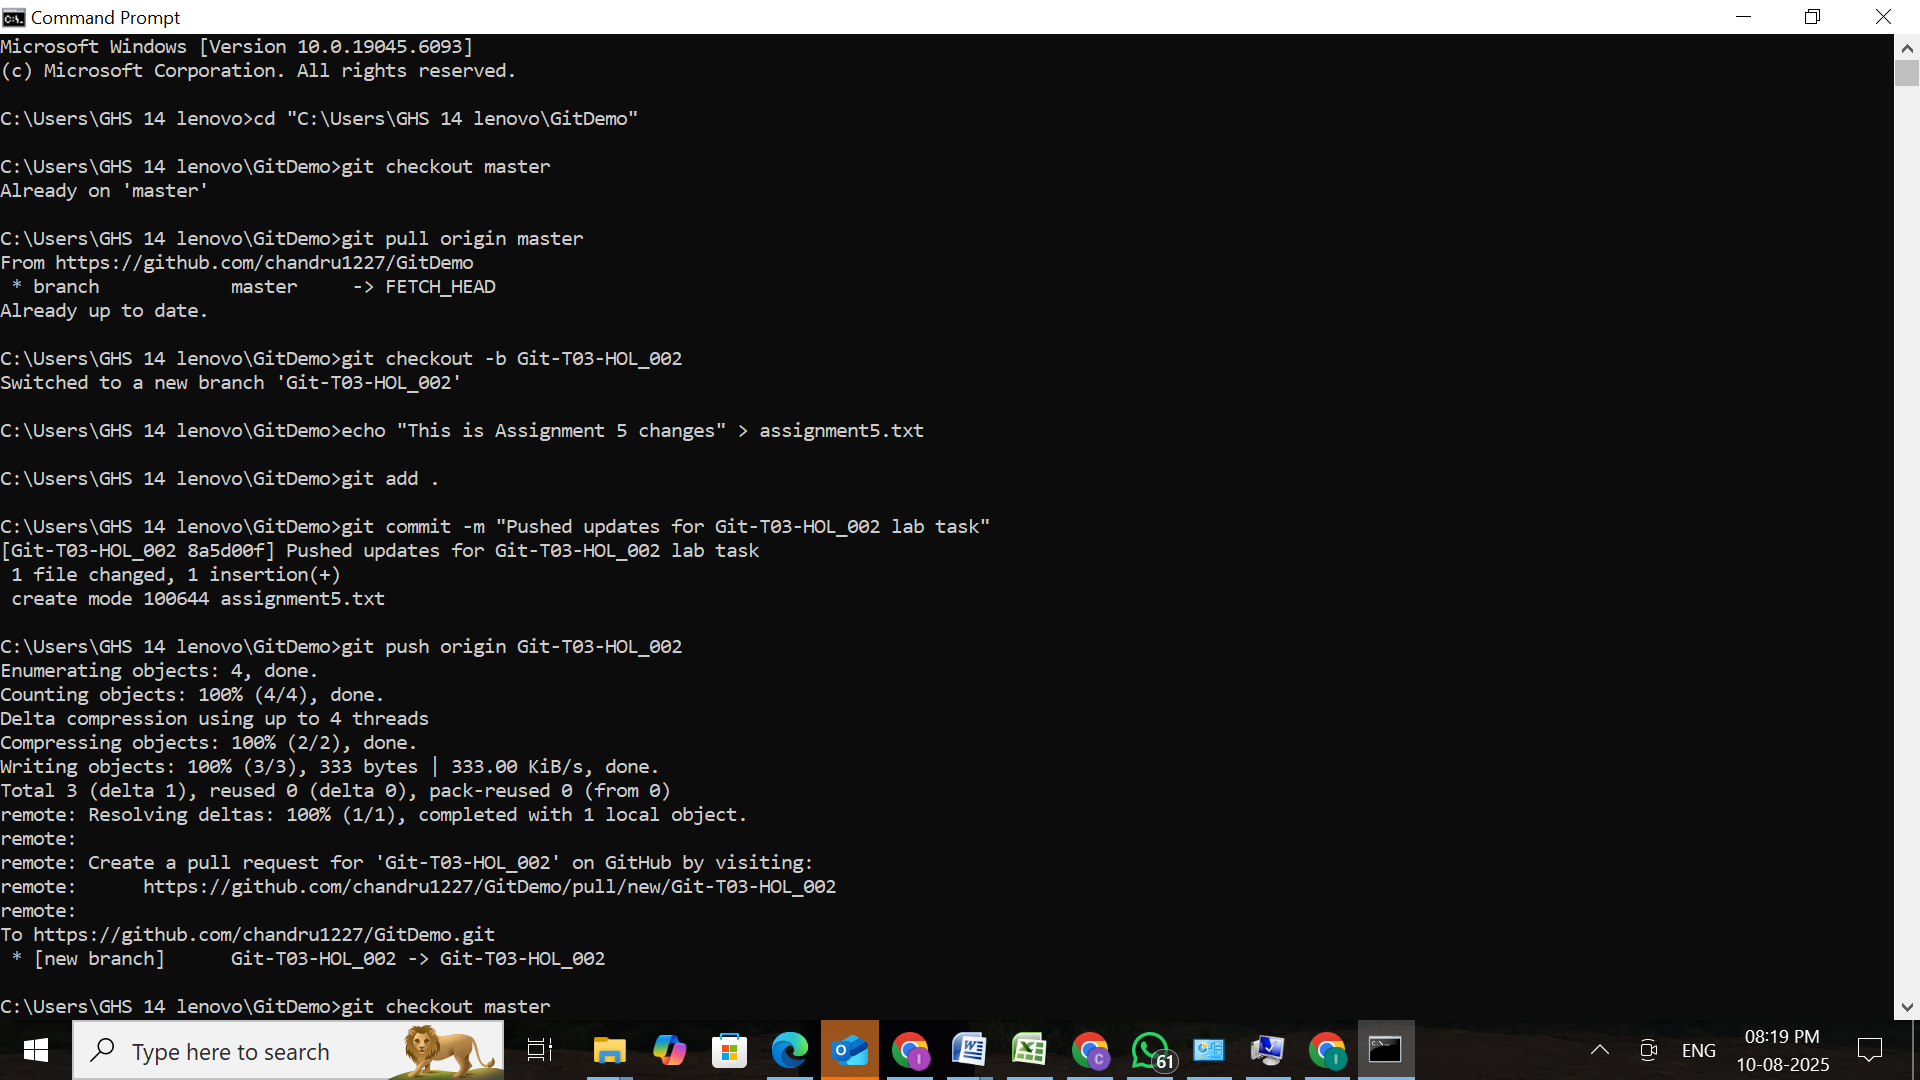 Command Prompt
Microsoft Windows [Version 10.0.19045.6093]
(c) Microsoft Corporation. All rights reserved.
C:\Users\GHS 14 lenovo>cd "C:\Users\GHS 14 lenovo\GitDemo"
C:\Users\GHS 14 lenovo\GitDemo>git checkout master
Already on 'master'
C:\Users\GHS 14 lenovo\GitDemo>git pull origin master
From https://github.com/chandru1227/GitDemo
 * branch            master     -> FETCH_HEAD
Already up to date.
C:\Users\GHS 14 lenovo\GitDemo>git checkout -b Git-T03-HOL_002
Switched to a new branch 'Git-T03-HOL_002'
C:\Users\GHS 14 lenovo\GitDemo>echo "This is Assignment 5 changes" > assignment5.txt
C:\Users\GHS 14 lenovo\GitDemo>git add .
C:\Users\GHS 14 lenovo\GitDemo>git commit -m "Pushed updates for Git-T03-HOL_002 lab task"
[Git-T03-HOL_002 8a5d00f] Pushed updates for Git-T03-HOL_002 lab task
 1 file changed, 1 insertion(+)
 create mode 100644 assignment5.txt
C:\Users\GHS 14 lenovo\GitDemo>git push origin Git-T03-HOL_002
Enumerating objects: 4, done.
Counting objects: 100% (4/4), done.
Delta compression using up to 4 threads
Compressing objects: 100% (2/2), done.
Writing objects: 100% (3/3), 333 bytes | 333.00 KiB/s, done.
Total 3 (delta 1), reused 0 (delta 0), pack-reused 0 (from 0)
remote: Resolving deltas: 100% (1/1), completed with 1 local object.
remote:
remote: Create a pull request for 'Git-T03-HOL_002' on GitHub by visiting:
remote:      https://github.com/chandru1227/GitDemo/pull/new/Git-T03-HOL_002
remote:
To https://github.com/chandru1227/GitDemo.git
 * [new branch]      Git-T03-HOL_002 -> Git-T03-HOL_002
C:\Users\GHS 14 lenovo\GitDemo>git checkout master
Type here to search
61
ENG
08:19 PM
10-08-2025